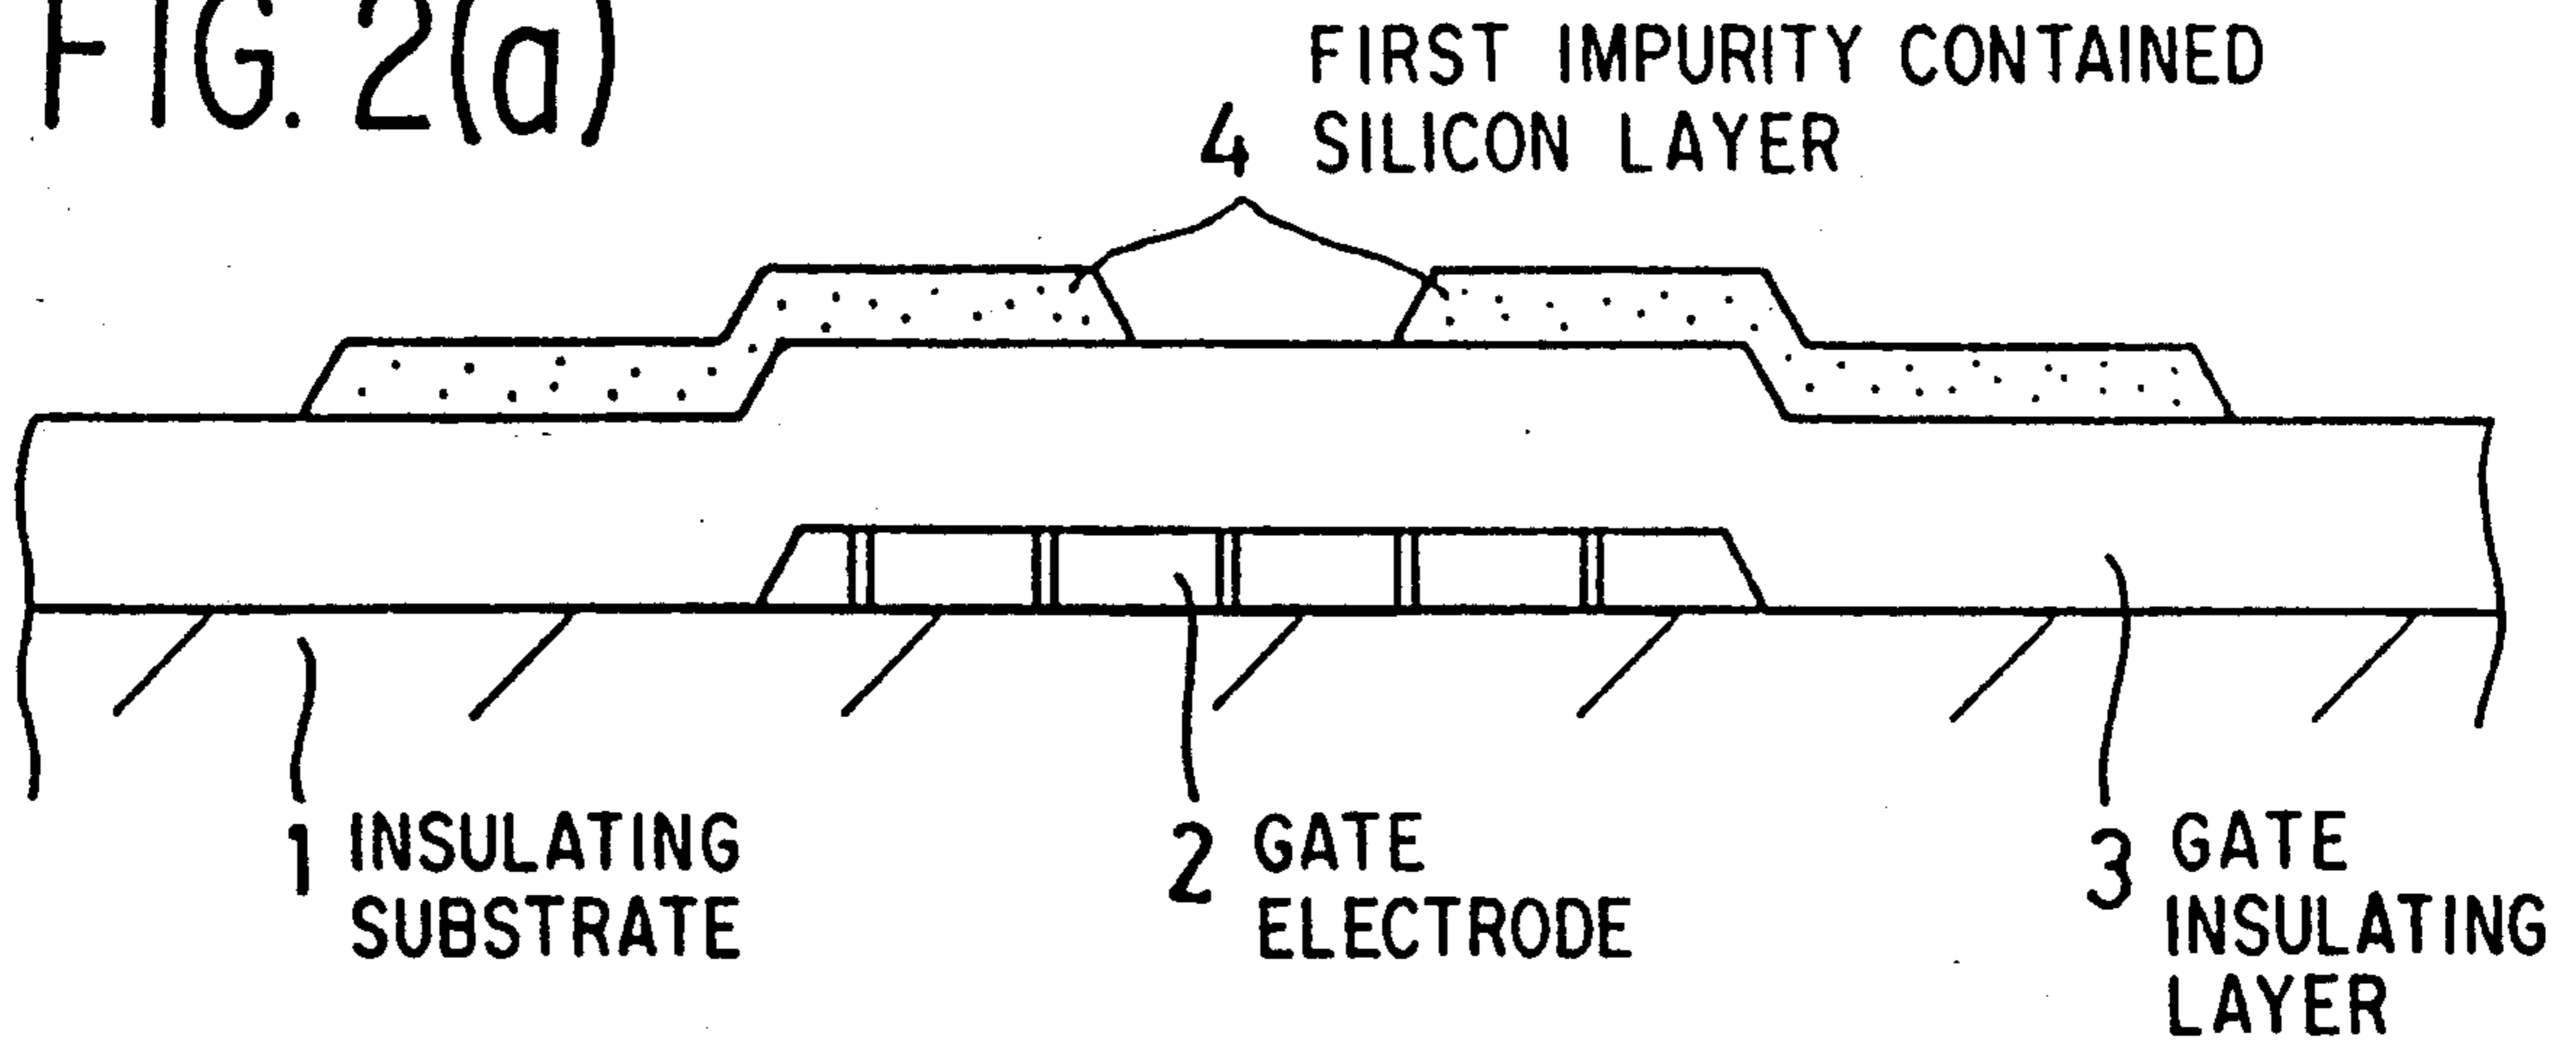 FIG. 2(a)
FIRST IMPURITY CONTAINED
4 SILICON LAYER
1 INSULATING
SUBSTRATE
2 GATE
ELECTRODE
3 GATE
INSULATING
LAYER